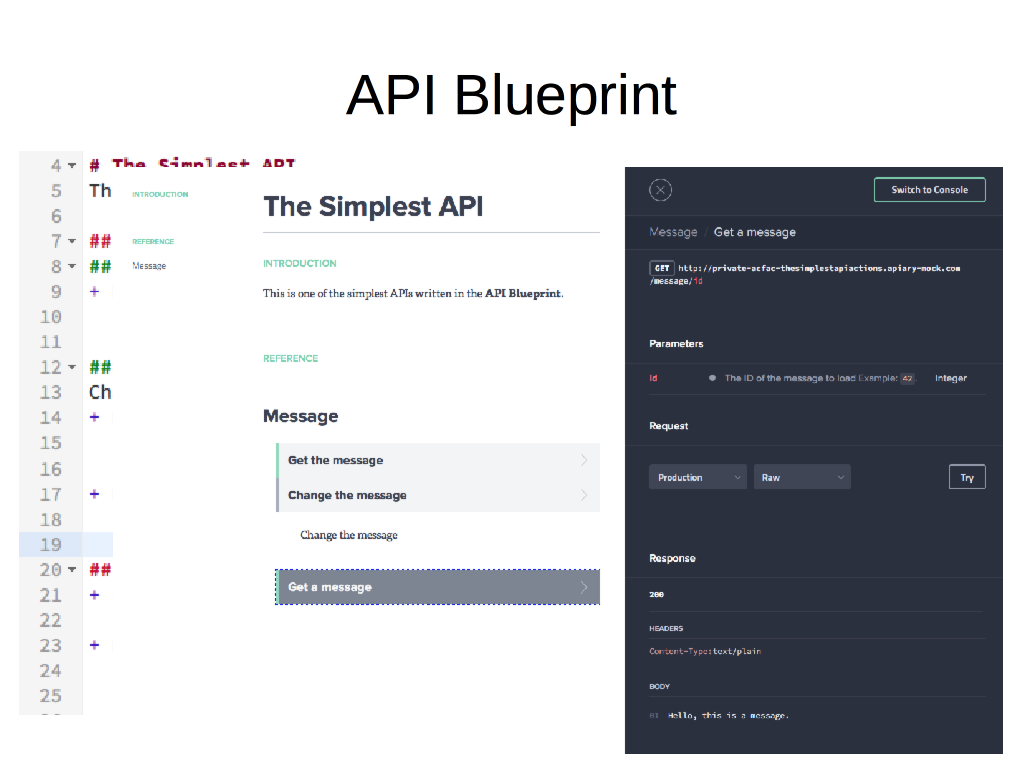 API Blueprint
4 # The Simplest API
5 Th
6
7 ##
8 ##
9 +
10
11
12 ##
13 Ch
14 +
15
16
17 +
18
19
20 ##
21 +
22
23 +
24
25
INTRODUCTION
REFERENCE
Message
The Simplest API
INTRODUCTION
This is one of the simplest APIs written in the API Blueprint.
REFERENCE
Message
Get the message
Change the message
Change the message
Get a message
Switch to Console
Message / Get a message
GET http://private-acfac-thesimplestapiactions.apiary-mock.com
/message/id
Parameters
id The ID of the message to load Example: 42. Integer
Request
Production Raw Try
Response
200
HEADERS
Content-Type:text/plain
BODY
Hello, this is a message.